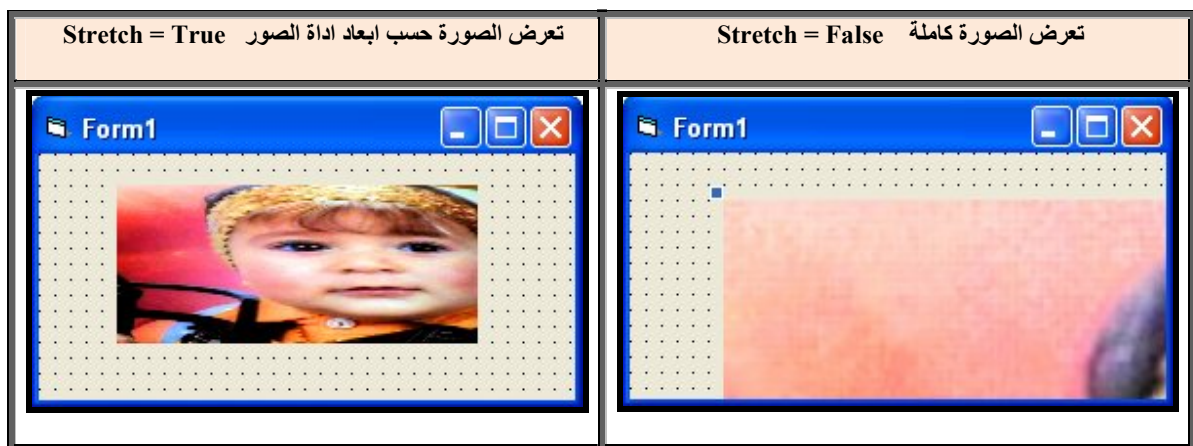 تعرض الصورة كاملة Stretch = False
تعرض الصورة حسب ابعاد اداة الصور Stretch = True
Form1
Form1